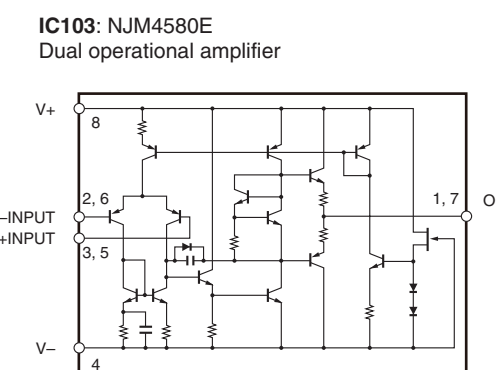 IC103: NJM4580E
Dual operational amplifier
V+
8
2, 6
–INPUT
+INPUT
3, 5
1, 7
O
V–
4